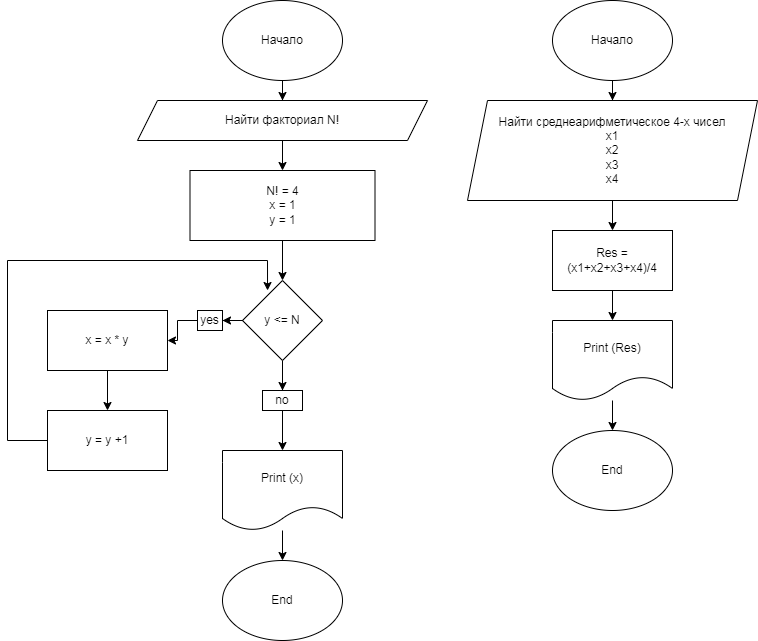 Начало
Найти факториал N!
N! = 4
x = 1
y = 1
y <= N
yes
x = x * y
y = y +1
no
Print (x)
End
Начало
Найти среднеарифметическое 4-х чисел
x1
x2
x3
x4
Res =
(x1+x2+x3+x4)/4
Print (Res)
End